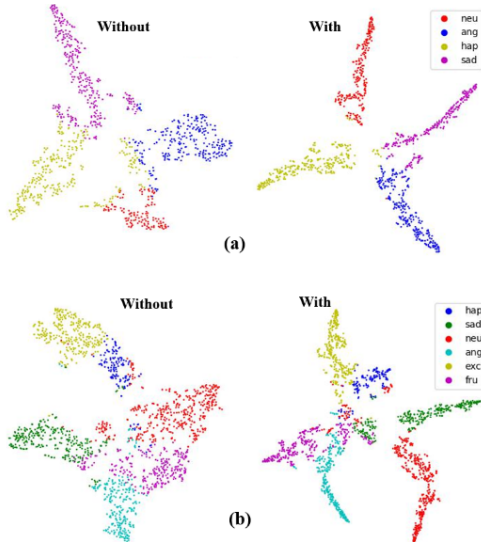 Without
With
neu
ang
hap
sad
(a)
Without
With
hap
sad
neu
ang
exc
fru
(b)